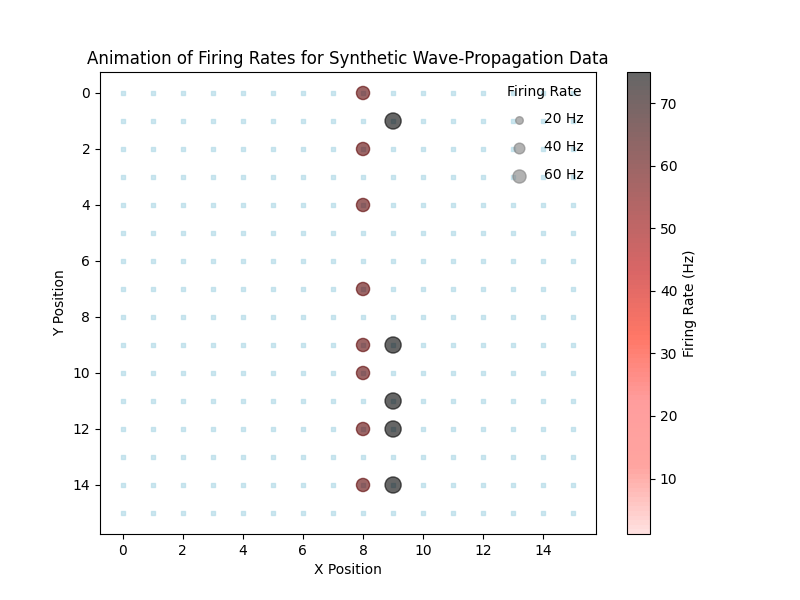 Animation of Firing Rates for Synthetic Wave-Propagation Data
Firing Rate
20 Hz
40 Hz
60 Hz
0
2
4
6
8
10
12
14
Y Position
0 2 4 6 8 10 12 14
X Position
70
60
50
40
30
20
10
Firing Rate (Hz)